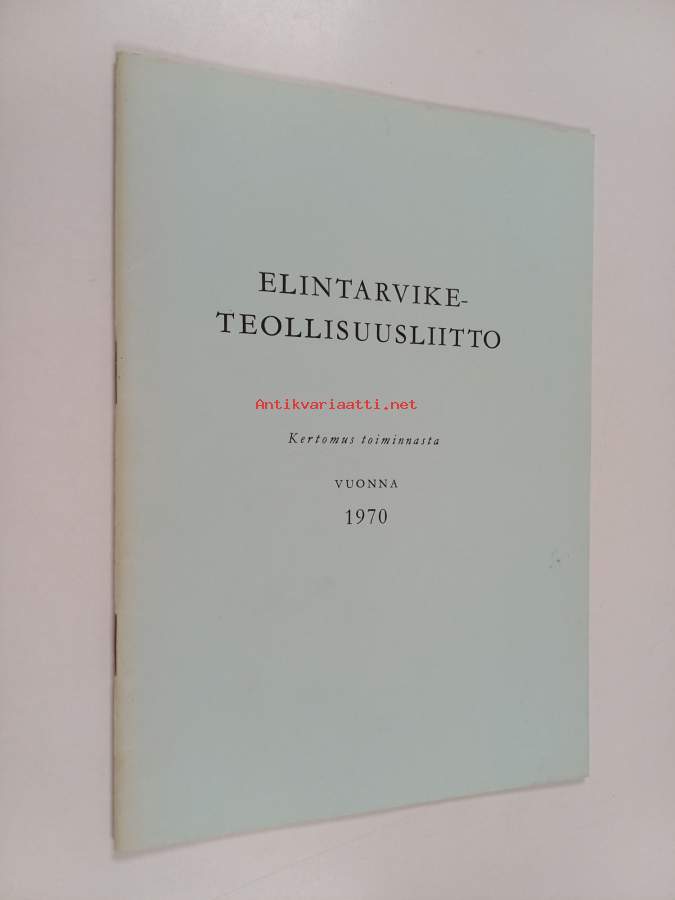 ELINTARVIKE-
TEOLLISUUSLIITTO
Antikvariaatti.net
Kertomus toiminnasta
VUONNA
1970